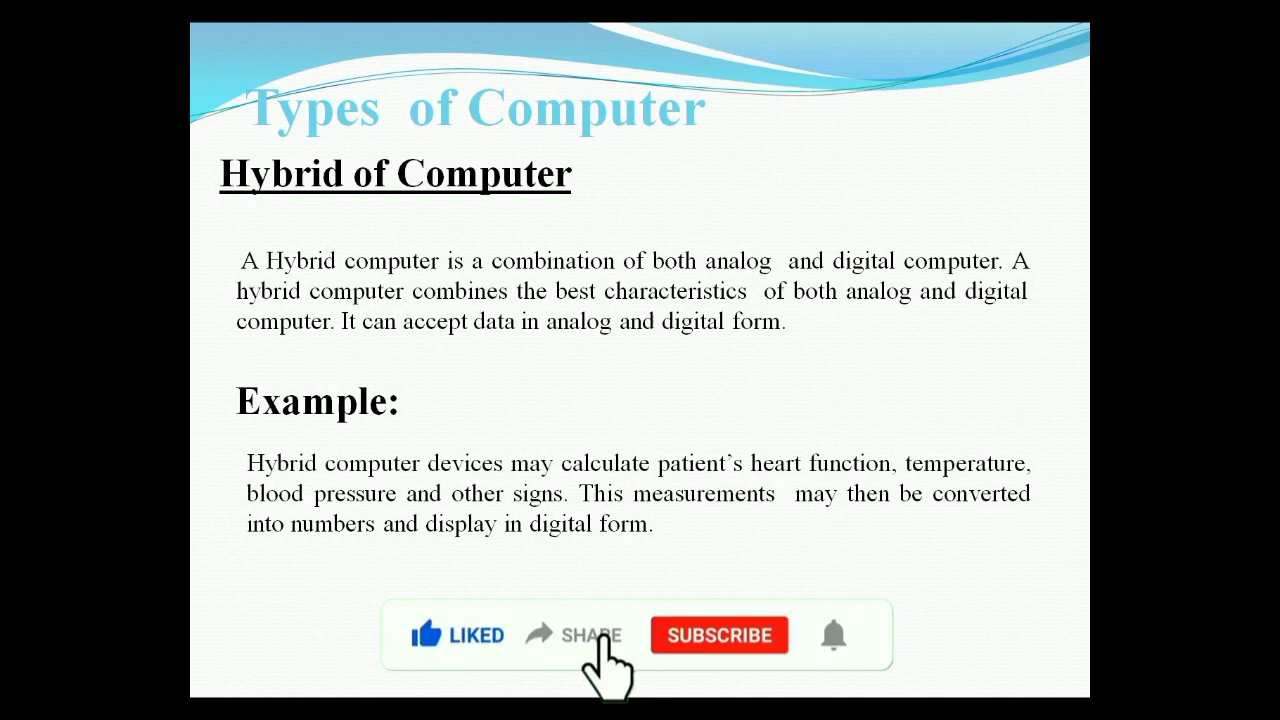 Types of Computer
Hybrid of Computer
A Hybrid computer is a combination of both analog and digital computer. A
hybrid computer combines the best characteristics of both analog and digital
computer. It can accept data in analog and digital form.
Example:
Hybrid computer devices may calculate patient’s heart function, temperature,
blood pressure and other signs. This measurements may then be converted
into numbers and display in digital form.
LIKED SHARE SUBSCRIBE